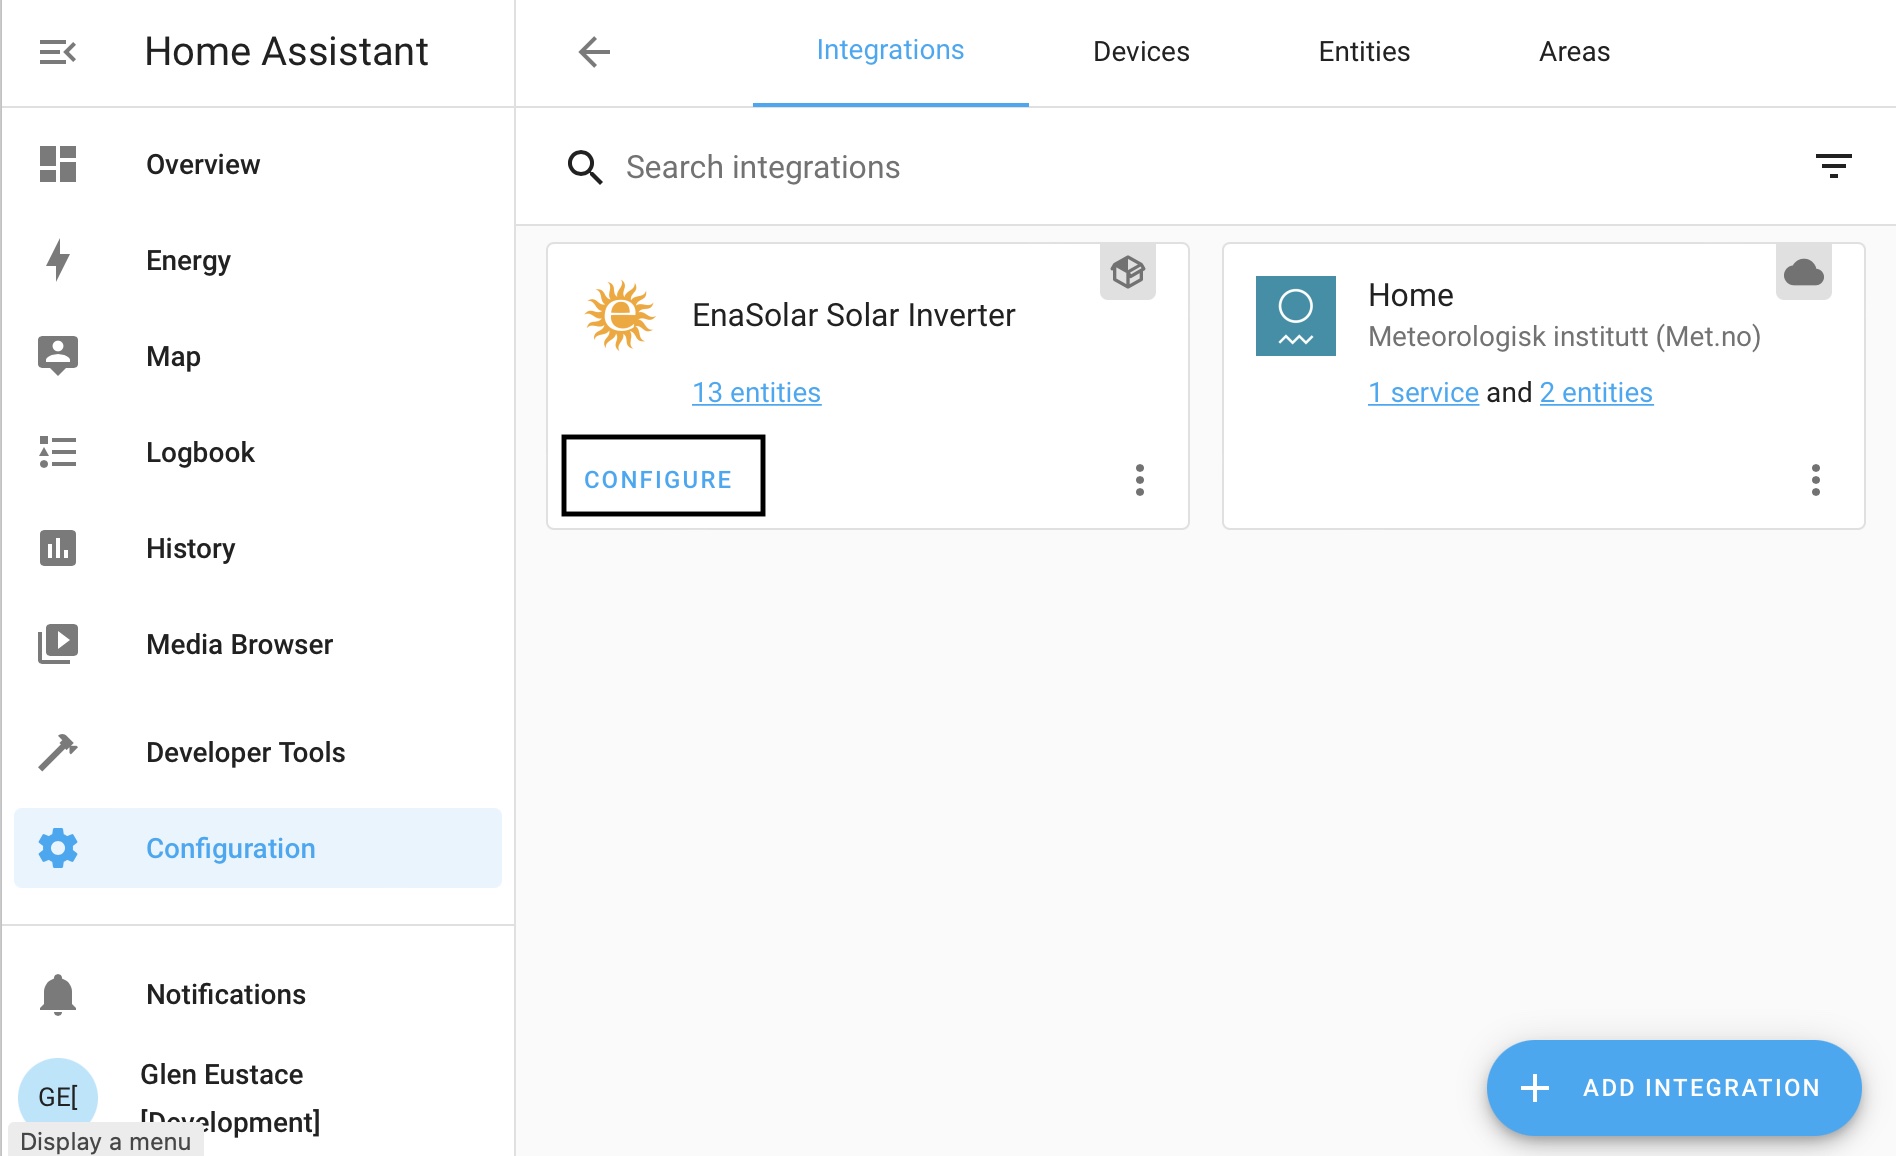 Home Assistant
Integrations
Devices
Entities
Areas
Overview
Energy
Map
Logbook
History
Media Browser
Developer Tools
Configuration
Notifications
GE[
Glen Eustace
[Development]
Display a menu
Search integrations
EnaSolar Solar Inverter
13 entities
CONFIGURE
Home
Meteorologisk institutt (Met.no)
1 service and 2 entities
ADD INTEGRATION